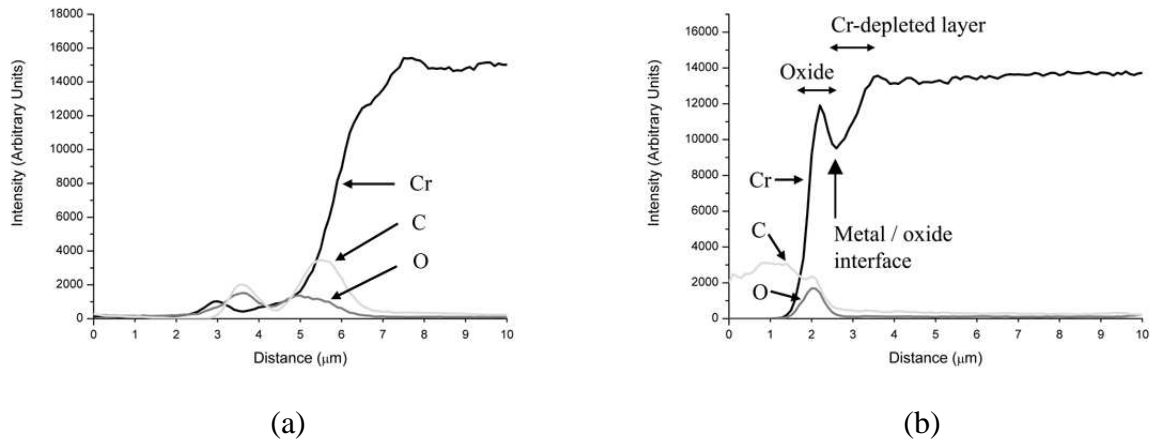 18000
16000
14000
12000
10000
8000
6000
4000
2000
0
Intensity (Arbitrary Units)
Cr
C
O
0 1 2 3 4 5 6 7 8 9 10
Distance (μm)
(a)
Cr-depleted layer
Oxide
16000
14000
12000
10000
8000
6000
4000
2000
0
Intensity (Arbitrary Units)
Cr
C
O
Metal / oxide
interface
0 1 2 3 4 5 6 7 8 9 10
Distance (μm)
(b)